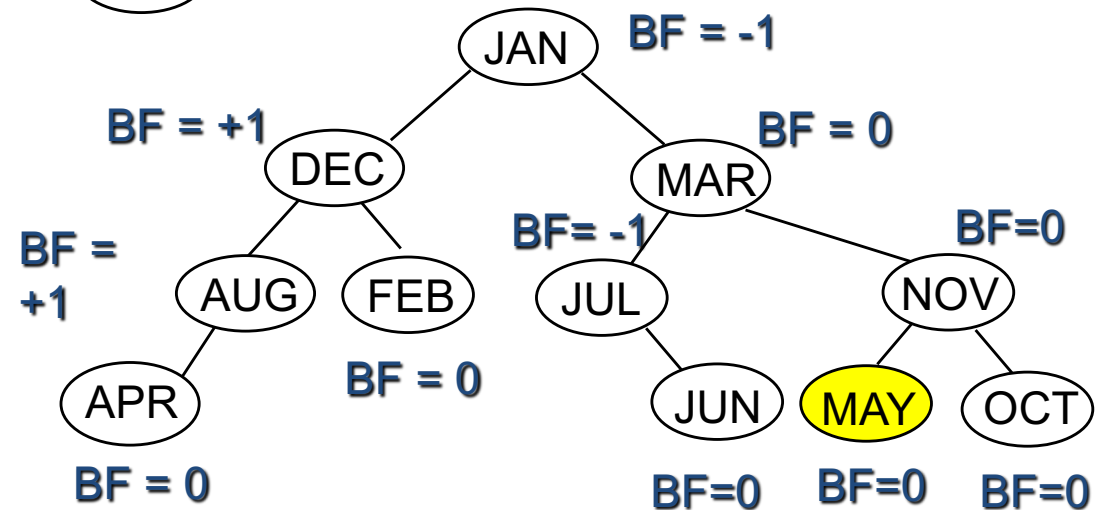 JAN
BF = -1
BF = +1
DEC
BF = 0
MAR
BF =
+1
AUG
FEB
BF= -1
JUL
BF=0
NOV
APR
BF = 0
JUN
MAY
OCT
BF = 0
BF=0
BF=0
BF=0